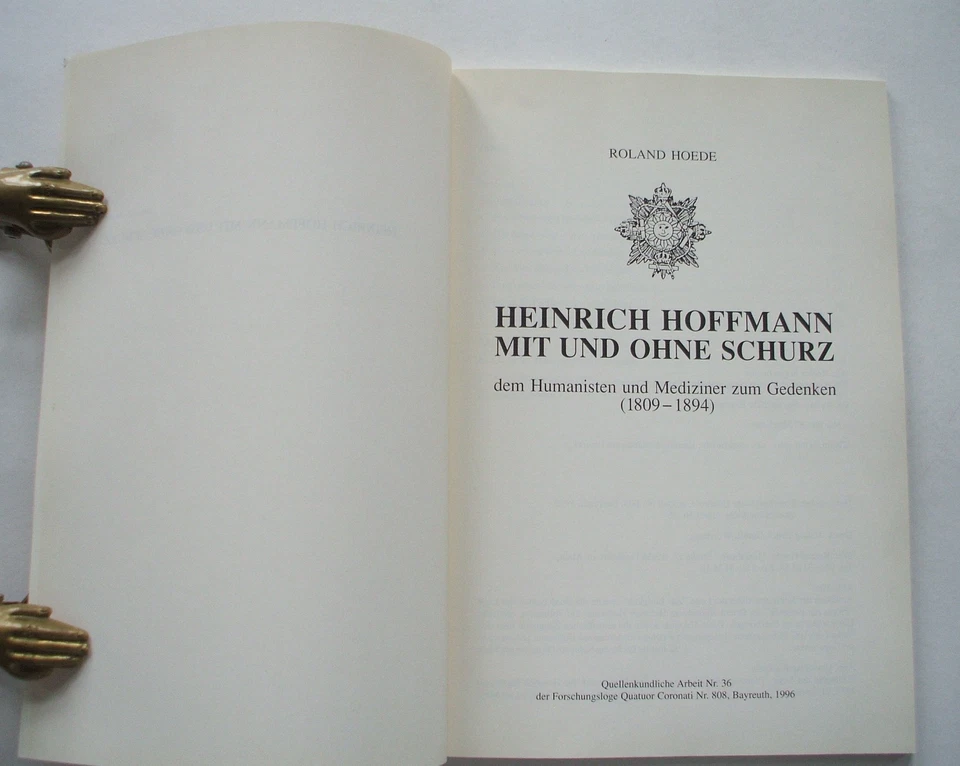 ROLAND HOEDE
HEINRICH HOFFMANN
MIT UND OHNE SCHURZ
dem Humanisten und Mediziner zum Gedenken
(1809–1894)
Quellenkundliche Arbeit Nr. 36
der Forschungsloge Quatuor Coronati Nr. 808, Bayreuth, 1996